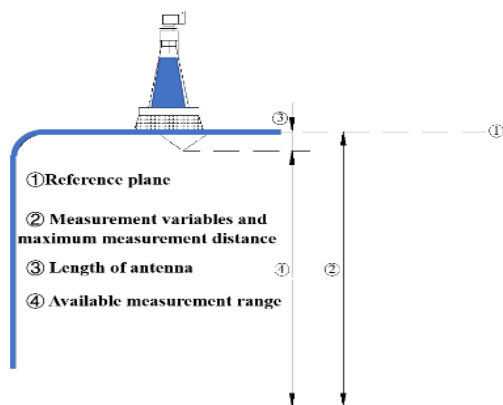 ③
①
①Reference plane
② Measurement variables and
maximum measurement distance
③ Length of antenna
④
②
④ Available measurement range